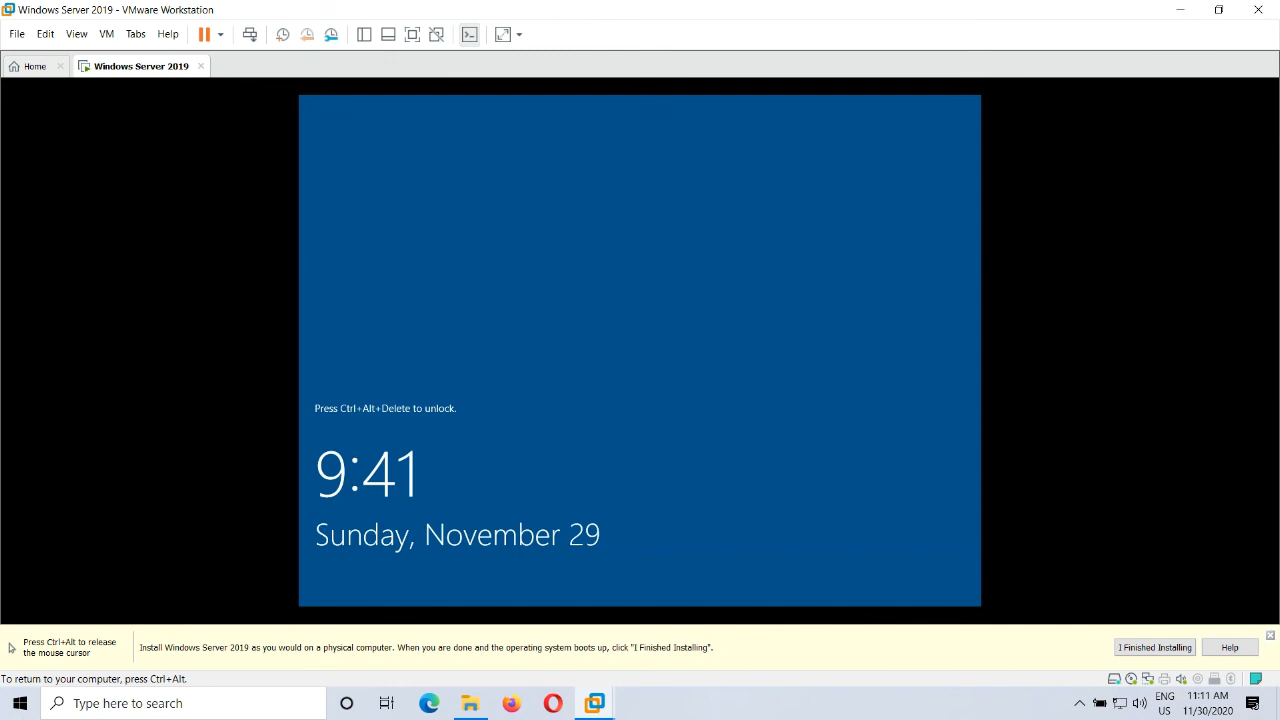 Windows Server 2019 - VMware Workstation
File Edit View VM Tabs Help
Home Windows Server 2019
Press Ctrl+Alt+Delete to unlock.
9:41
Sunday, November 29
Press Ctrl+Alt to release
the mouse cursor
Install Windows Server 2019 as you would on a physical computer. When you are done and the operating system boots up, click "I Finished Installing".
I Finished Installing
Help
To return to your computer, press Ctrl+Alt.
Type here to search
ENG
US
11:11 AM
11/30/2020